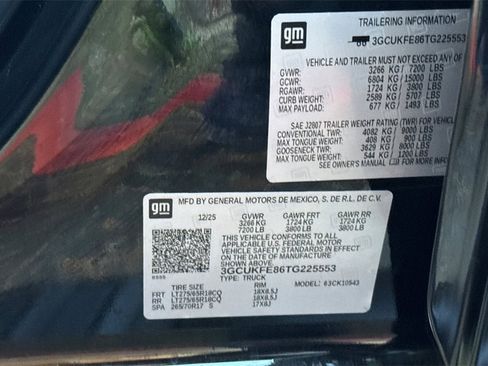 gm
TRAILERING INFORMATION
3GCUKFE86TG225553
VEHICLE AND TRAILER MUST NOT EXCEED ANY OF
GVWR: 3266 KG / 7200 LBS
GCWR: 6804 KG / 15000 LBS
RGAWR: 1724 KG / 3800 LBS
CURB WEIGHT: 2589 KG / 5707 LBS
MAX PAYLOAD: 677 KG / 1493 LBS
SAE J2807 TRAILER WEIGHT RATING (TWR) FOR VEHICLE
CONVENTIONAL TWR: 4082 KG / 9000 LBS
MAXIMUM TONGUE WEIGHT: 408 KG / 900 LBS
GOOSENECK TWR: 3629 KG / 8000 LBS
544 KG / 1200 LBS
SEE OWNER'S MANUAL FOR
gm
MFD BY GENERAL MOTORS DE MEXICO, S. DE R.L. DE C.V.
12/25 GVWR GAWR FRT GAWR RR
3266 KG 1724 KG 1724 KG
7200 LB 3800 LB 3800 LB
THIS VEHICLE CONFORMS TO ALL
APPLICABLE U.S. FEDERAL MOTOR
VEHICLE SAFETY STANDARDS IN EFFECT ON
THE DATE OF MANUFACTURE SHOWN ABOVE.
3GCUKFE86TG225553
TYPE: TRUCK
TIRE SIZE RIM MODEL: 63CK10543
FRT LT275/65R18CQ 18X8.5J
RR LT275/65R18CQ 18X8.5J
SPA 265/70R17 S 17X8J